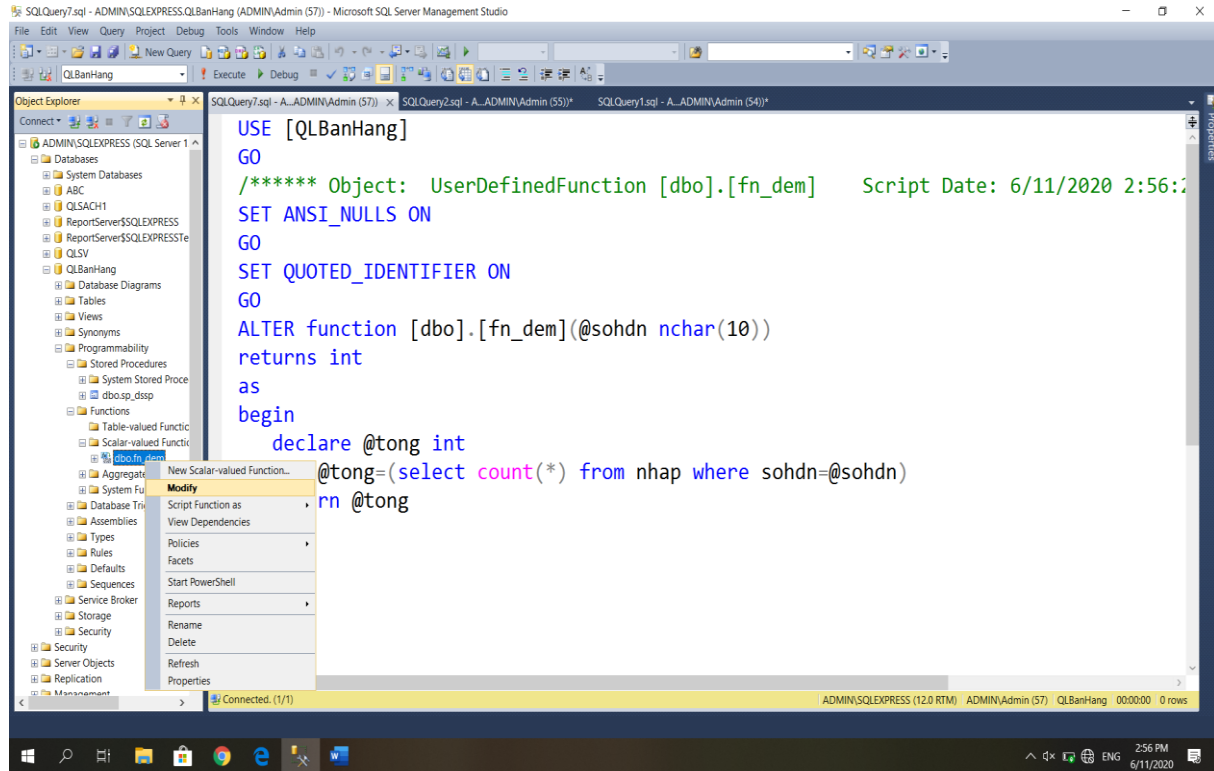 SQLQuery7.sql - ADMIN\SQLEXPRESS.QLBanHang (ADMIN\Admin (57)) - Microsoft SQL Server Management Studio
File Edit View Query Project Debug Tools Window Help
New Query
QLBanHang
! Execute Debug
Object Explorer
SQLQuery7.sql - A...ADMIN\Admin (57)) SQLQuery2.sql - A...ADMIN\Admin (55))* SQLQuery1.sql - A...ADMIN\Admin (54))*
Properties
Connect
ADMIN\SQLEXPRESS (SQL Server 1
Databases
System Databases
ABC
QLSACH1
ReportServer$SQLEXPRESS
ReportServer$SQLEXPRESSTe
QLSV
QLBanHang
Database Diagrams
Tables
Views
Synonyms
Programmability
Stored Procedures
System Stored Proce
dbo.sp_dssp
Functions
Table-valued Functic
Scalar-valued Functic
dbo.fn_dem
Aggregate
System Fu
Database Tri
Assemblies
Types
Rules
Defaults
Sequences
Service Broker
Storage
Security
Security
Server Objects
Replication
Management
USE [QLBanHang]
GO
/****** Object: UserDefinedFunction [dbo].[fn_dem] Script Date: 6/11/2020 2:56:2
SET ANSI_NULLS ON
GO
SET QUOTED_IDENTIFIER ON
GO
ALTER function [dbo].[fn_dem](@sohdn nchar(10))
returns int
as
begin
declare @tong int
@tong=(select count(*) from nhap where sohdn=@sohdn)
rn @tong
New Scalar-valued Function...
Modify
Script Function as
View Dependencies
Policies
Facets
Start PowerShell
Reports
Rename
Delete
Refresh
Properties
Connected. (1/1) ADMIN\SQLEXPRESS (12.0 RTM) ADMIN\Admin (57) QLBanHang 00:00:00 0 rows
ENG 2:56 PM
6/11/2020